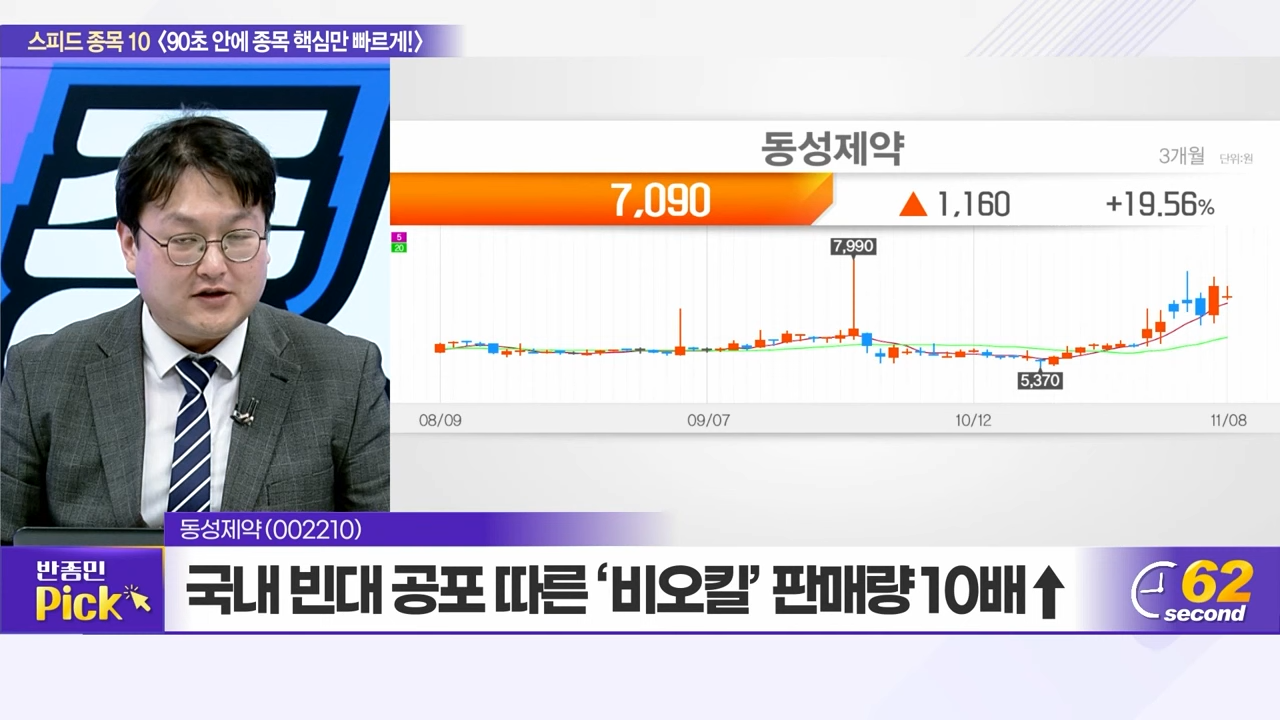 스피드 종목 10 〈90초 안에 종목 핵심만 빠르게!〉
동성제약
3개월 단위:원
7,090 ▲ 1,160 +19.56%
5
20
7,990
5,370
08/09 09/07 10/12 11/08
동성제약(002210)
반종민
Pick
국내 빈대 공포 따른 ‘비오킬’ 판매량 10배↑
62
second